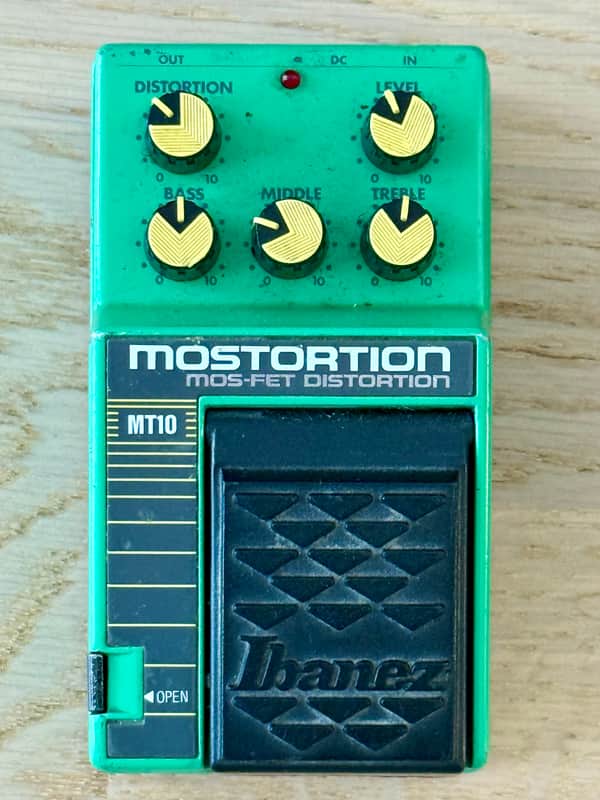 OUT DC IN
DISTORTION LEVEL
0 10 0 10
BASS MIDDLE TREBLE
0 10 0 10 0 10
MOSTORTION
MOS-FET DISTORTION
MT10
Ibanez
◀OPEN